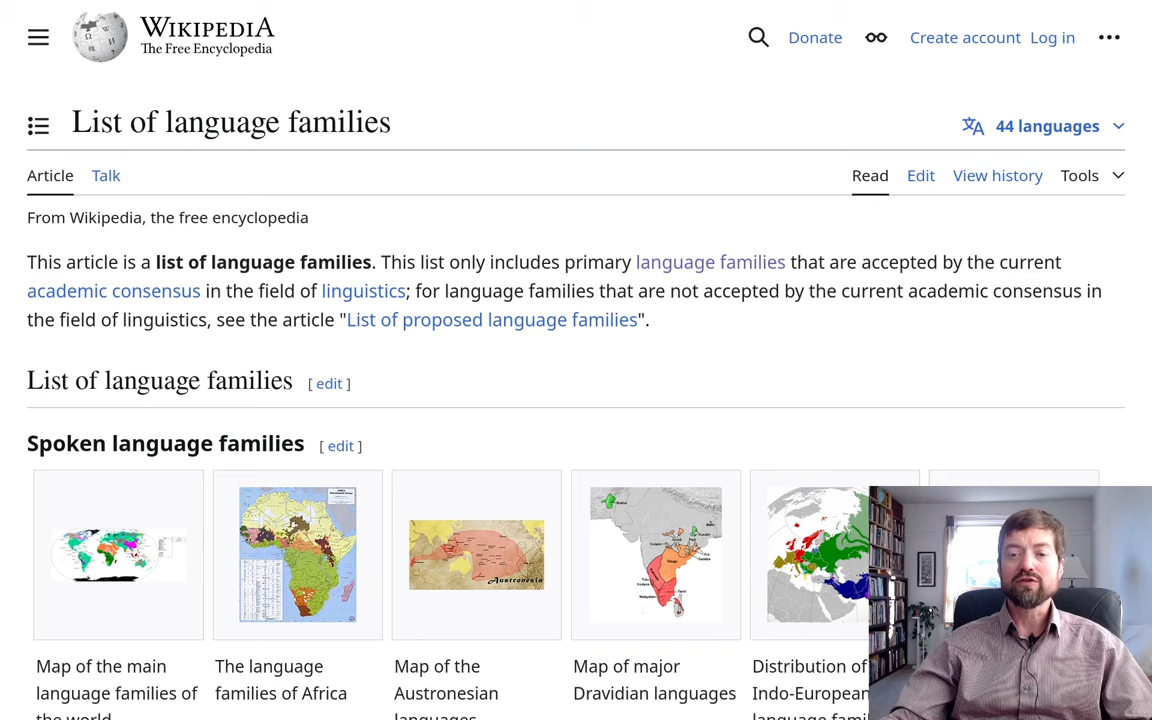 WIKIPEDIA
The Free Encyclopedia
Donate
Create account Log in
List of language families
44 languages
Article Talk
Read Edit View history Tools
From Wikipedia, the free encyclopedia
This article is a list of language families. This list only includes primary language families that are accepted by the current
academic consensus in the field of linguistics; for language families that are not accepted by the current academic consensus in
the field of linguistics, see the article "List of proposed language families".
List of language families [ edit ]
Spoken language families [ edit ]
Austronesia
Map of the main
language families of
the world
The language
families of Africa
Map of the
Austronesian
languages
Map of major
Dravidian languages
Distribution of
Indo-European